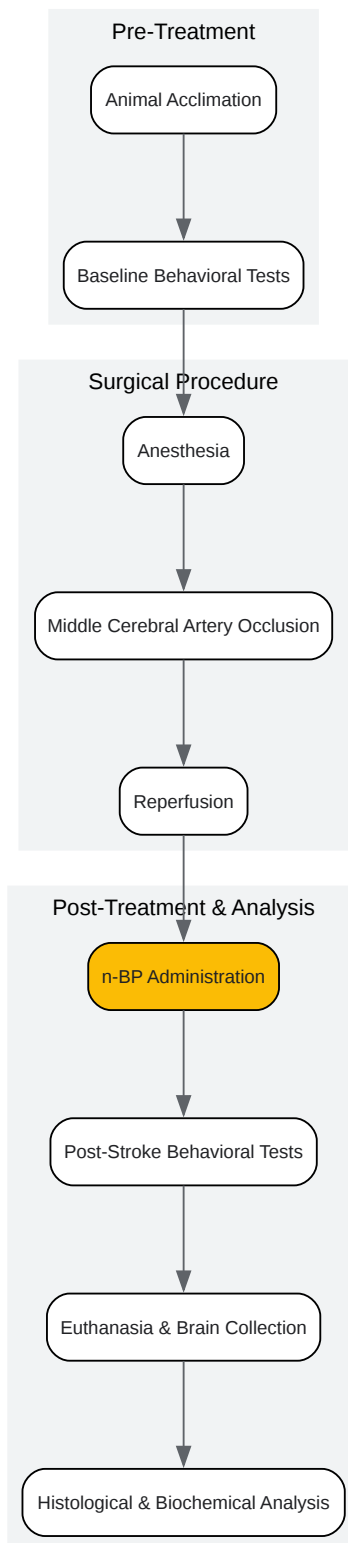 Pre-Treatment
Animal Acclimation
Baseline Behavioral Tests
Surgical Procedure
Anesthesia
Middle Cerebral Artery Occlusion
Reperfusion
Post-Treatment & Analysis
n-BP Administration
Post-Stroke Behavioral Tests
Euthanasia & Brain Collection
Histological & Biochemical Analysis